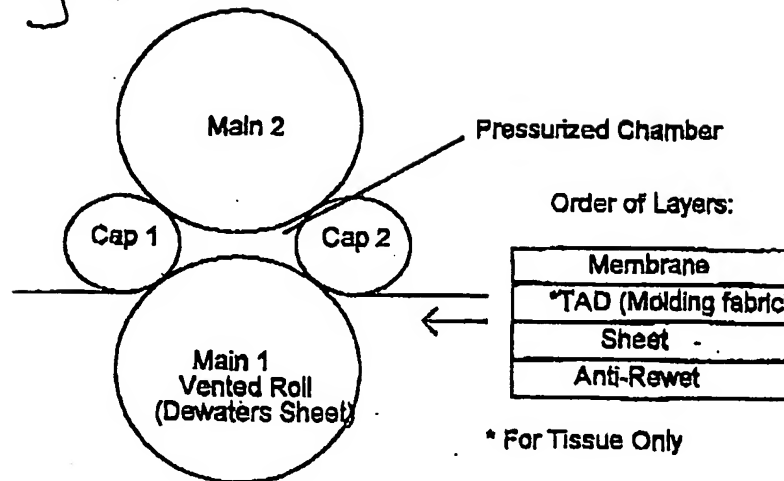 Main 2
Pressurized Chamber
Order of Layers:
Cap 1
Cap 2
Membrane
*TAD (Molding fabric
Sheet
Anti-Rewet
Main 1
Vented Roll
(Dewaters Sheet)
* For Tissue Only